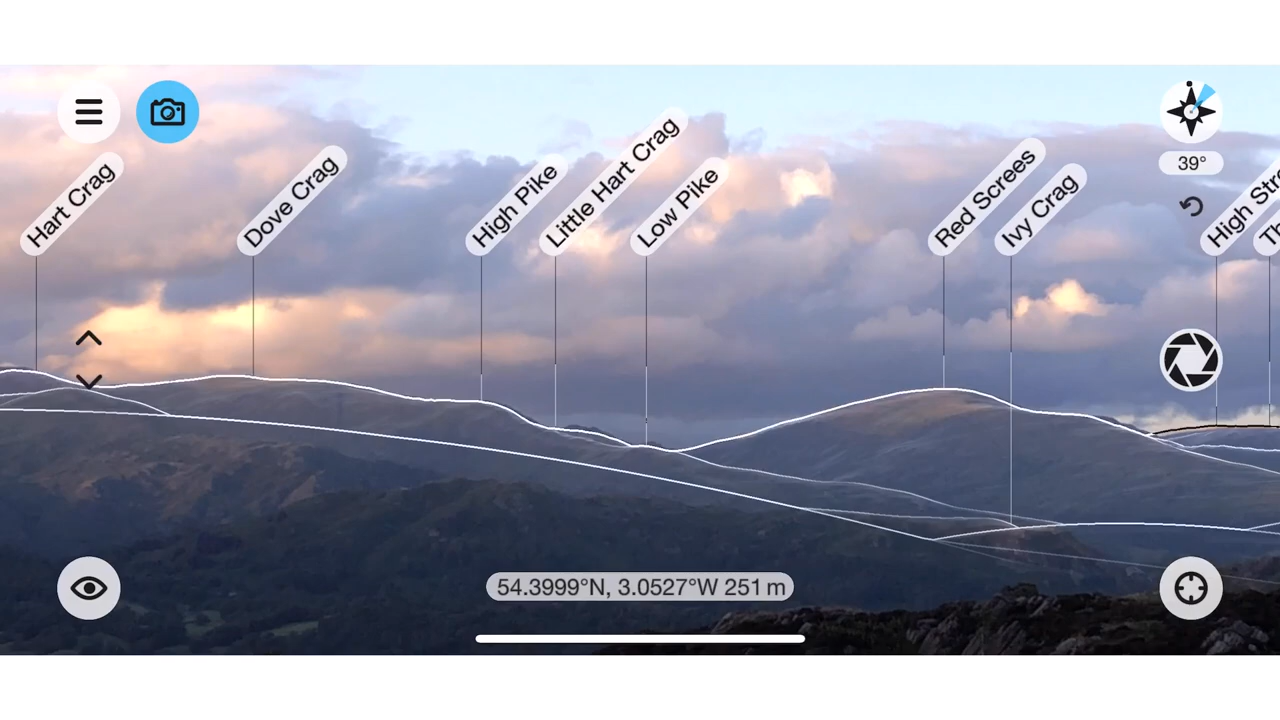 Hart Crag
Dove Crag
High Pike
Little Hart Crag
Low Pike
Red Screes
Ivy Crag
39°
High
54.3999°N, 3.0527°W 251 m